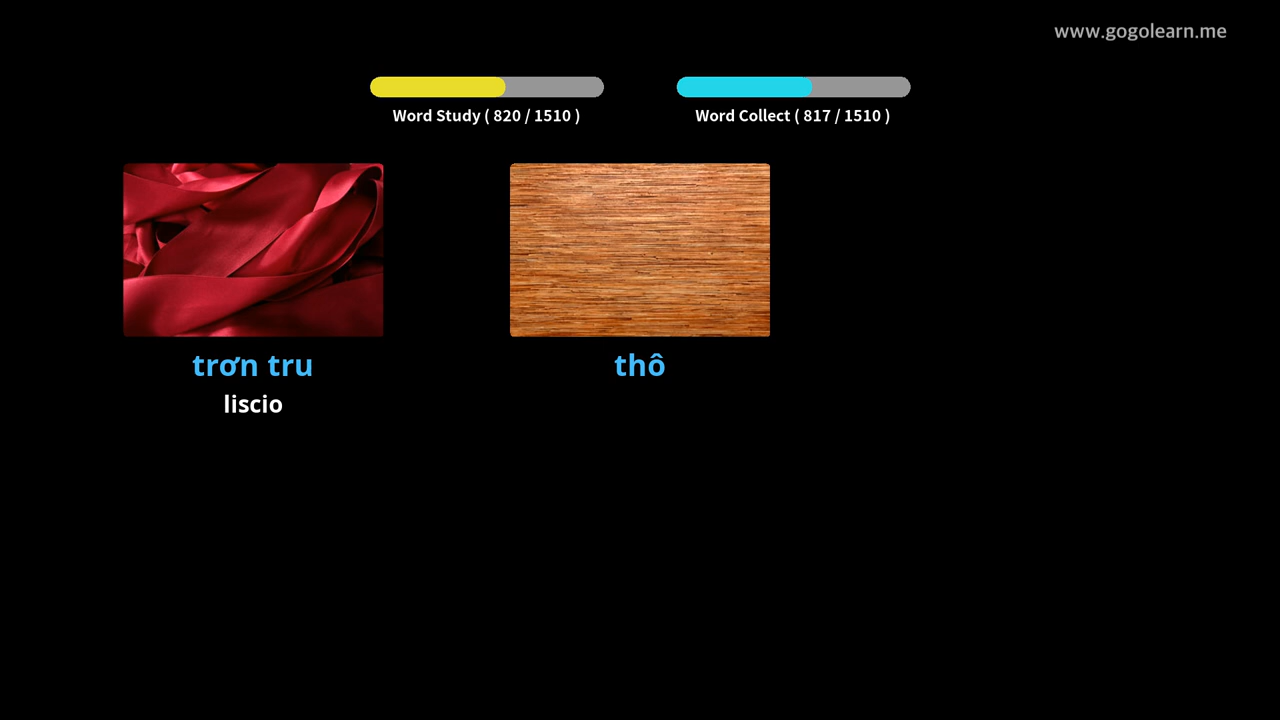 www.gogolearn.me
Word Study ( 820 / 1510 )
Word Collect ( 817 / 1510 )
trơn tru
liscio
thô